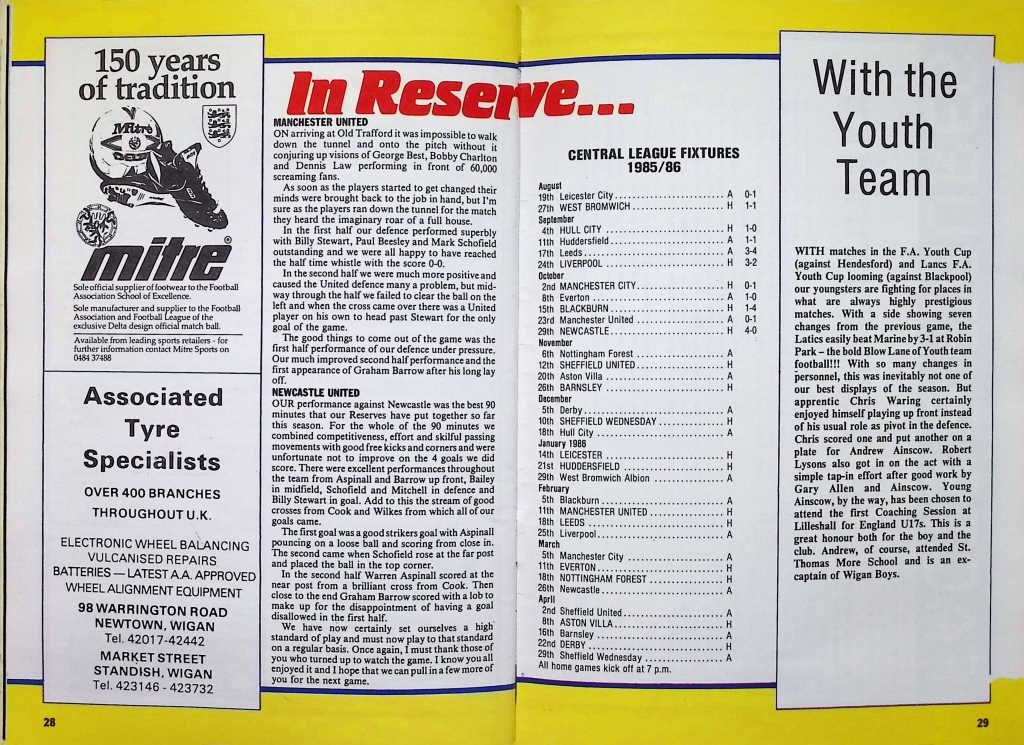 150 years
of tradition
Mitre
DELTA
mitre®
Sole official supplier of footwear to the Football
Association School of Excellence.
Sole manufacturer and supplier to the Football
Association and Football League of the
exclusive Delta design official match ball.
Available from leading sports retailers - for
further information contact Mitre Sports on
0484 37488
Associated
Tyre
Specialists
OVER 400 BRANCHES
THROUGHOUT U.K.
ELECTRONIC WHEEL BALANCING
VULCANISED REPAIRS
BATTERIES — LATEST A.A. APPROVED
WHEEL ALIGNMENT EQUIPMENT
98 WARRINGTON ROAD
NEWTOWN, WIGAN
Tel. 42017-42442
MARKET STREET
STANDISH, WIGAN
Tel. 423146 - 423732
28
In Reserve...
MANCHESTER UNITED
ON arriving at Old Trafford it was impossible to walk
down the tunnel and onto the pitch without it
conjuring up visions of George Best, Bobby Charlton
and Dennis Law performing in front of 60,000
screaming fans.
As soon as the players started to get changed their
minds were brought back to the job in hand, but I'm
sure as the players ran down the tunnel for the match
they heard the imaginary roar of a full house.
In the first half our defence performed superbly
with Billy Stewart, Paul Beesley and Mark Schofield
outstanding and we were all happy to have reached
the half time whistle with the score 0-0.
In the second half we were much more positive and
caused the United defence many a problem, but mid-
way through the half we failed to clear the ball on the
left and when the cross came over there was a United
player on his own to head past Stewart for the only
goal of the game.
The good things to come out of the game was the
first half performance of our defence under pressure.
Our much improved second half performance and the
first appearance of Graham Barrow after his long lay
off.
NEWCASTLE UNITED
OUR performance against Newcastle was the best 90
minutes that our Reserves have put together so far
this season. For the whole of the 90 minutes we
combined competitiveness, effort and skilful passing
movements with good free kicks and corners and were
unfortunate not to improve on the 4 goals we did
score. There were excellent performances throughout
the team from Aspinall and Barrow up front, Bailey
in midfield, Schofield and Mitchell in defence and
Billy Stewart in goal. Add to this the stream of good
crosses from Cook and Wilkes from which all of our
goals came.
The first goal was a good strikers goal with Aspinall
pouncing on a loose ball and scoring from close in.
The second came when Schofield rose at the far post
and placed the ball in the top corner.
In the second half Warren Aspinall scored at the
near post from a brilliant cross from Cook. Then
close to the end Graham Barrow scored with a lob to
make up for the disappointment of having a goal
disallowed in the first half.
We have now certainly set ourselves a high
standard of play and must now play to that standard
on a regular basis. Once again, I must thank those of
you who turned up to watch the game. I know you all
enjoyed it and I hope that we can pull in a few more of
you for the next game.
CENTRAL LEAGUE FIXTURES
1985/86
August
19th Leicester City A 0-1
27th WEST BROMWICH H 1-1
September
4th HULL CITY H 1-0
11th Huddersfield A 1-1
17th Leeds A 3-4
24th LIVERPOOL H 3-2
October
2nd MANCHESTER CITY H 0-1
8th Everton A 1-0
15th BLACKBURN H 1-4
23rd Manchester United A 0-1
29th NEWCASTLE H 4-0
November
6th Nottingham Forest A
12th SHEFFIELD UNITED H
20th Aston Villa A
26th BARNSLEY H
December
5th Derby A
10th SHEFFIELD WEDNESDAY H
18th Hull City A
January 1986
14th LEICESTER H
21st HUDDERSFIELD H
29th West Bromwich Albion A
February
5th Blackburn A
11th MANCHESTER UNITED H
18th LEEDS H
25th Liverpool A
March
5th Manchester City A
11th EVERTON H
18th NOTTINGHAM FOREST H
26th Newcastle A
April
2nd Sheffield United A
8th ASTON VILLA H
16th Barnsley A
22nd DERBY H
29th Sheffield Wednesday A
All home games kick off at 7 p.m.
With the
Youth
Team
WITH matches in the F.A. Youth Cup
(against Hendesford) and Lancs F.A.
Youth Cup looming (against Blackpool)
our youngsters are fighting for places in
what are always highly prestigious
matches. With a side showing seven
changes from the previous game, the
Latics easily beat Marine by 3-1 at Robin
Park – the bold Blow Lane of Youth team
football!!! With so many changes in
personnel, this was inevitably not one of
our best displays of the season. But
apprentic Chris Waring certainly
enjoyed himself playing up front instead
of his usual role as pivot in the defence.
Chris scored one and put another on a
plate for Andrew Ainscow. Robert
Lysons also got in on the act with a
simple tap-in effort after good work by
Gary Allen and Ainscow. Young
Ainscow, by the way, has been chosen to
attend the first Coaching Session at
Lilleshall for England U17s. This is a
great honour both for the boy and the
club. Andrew, of course, attended St.
Thomas More School and is an ex-
captain of Wigan Boys.
29